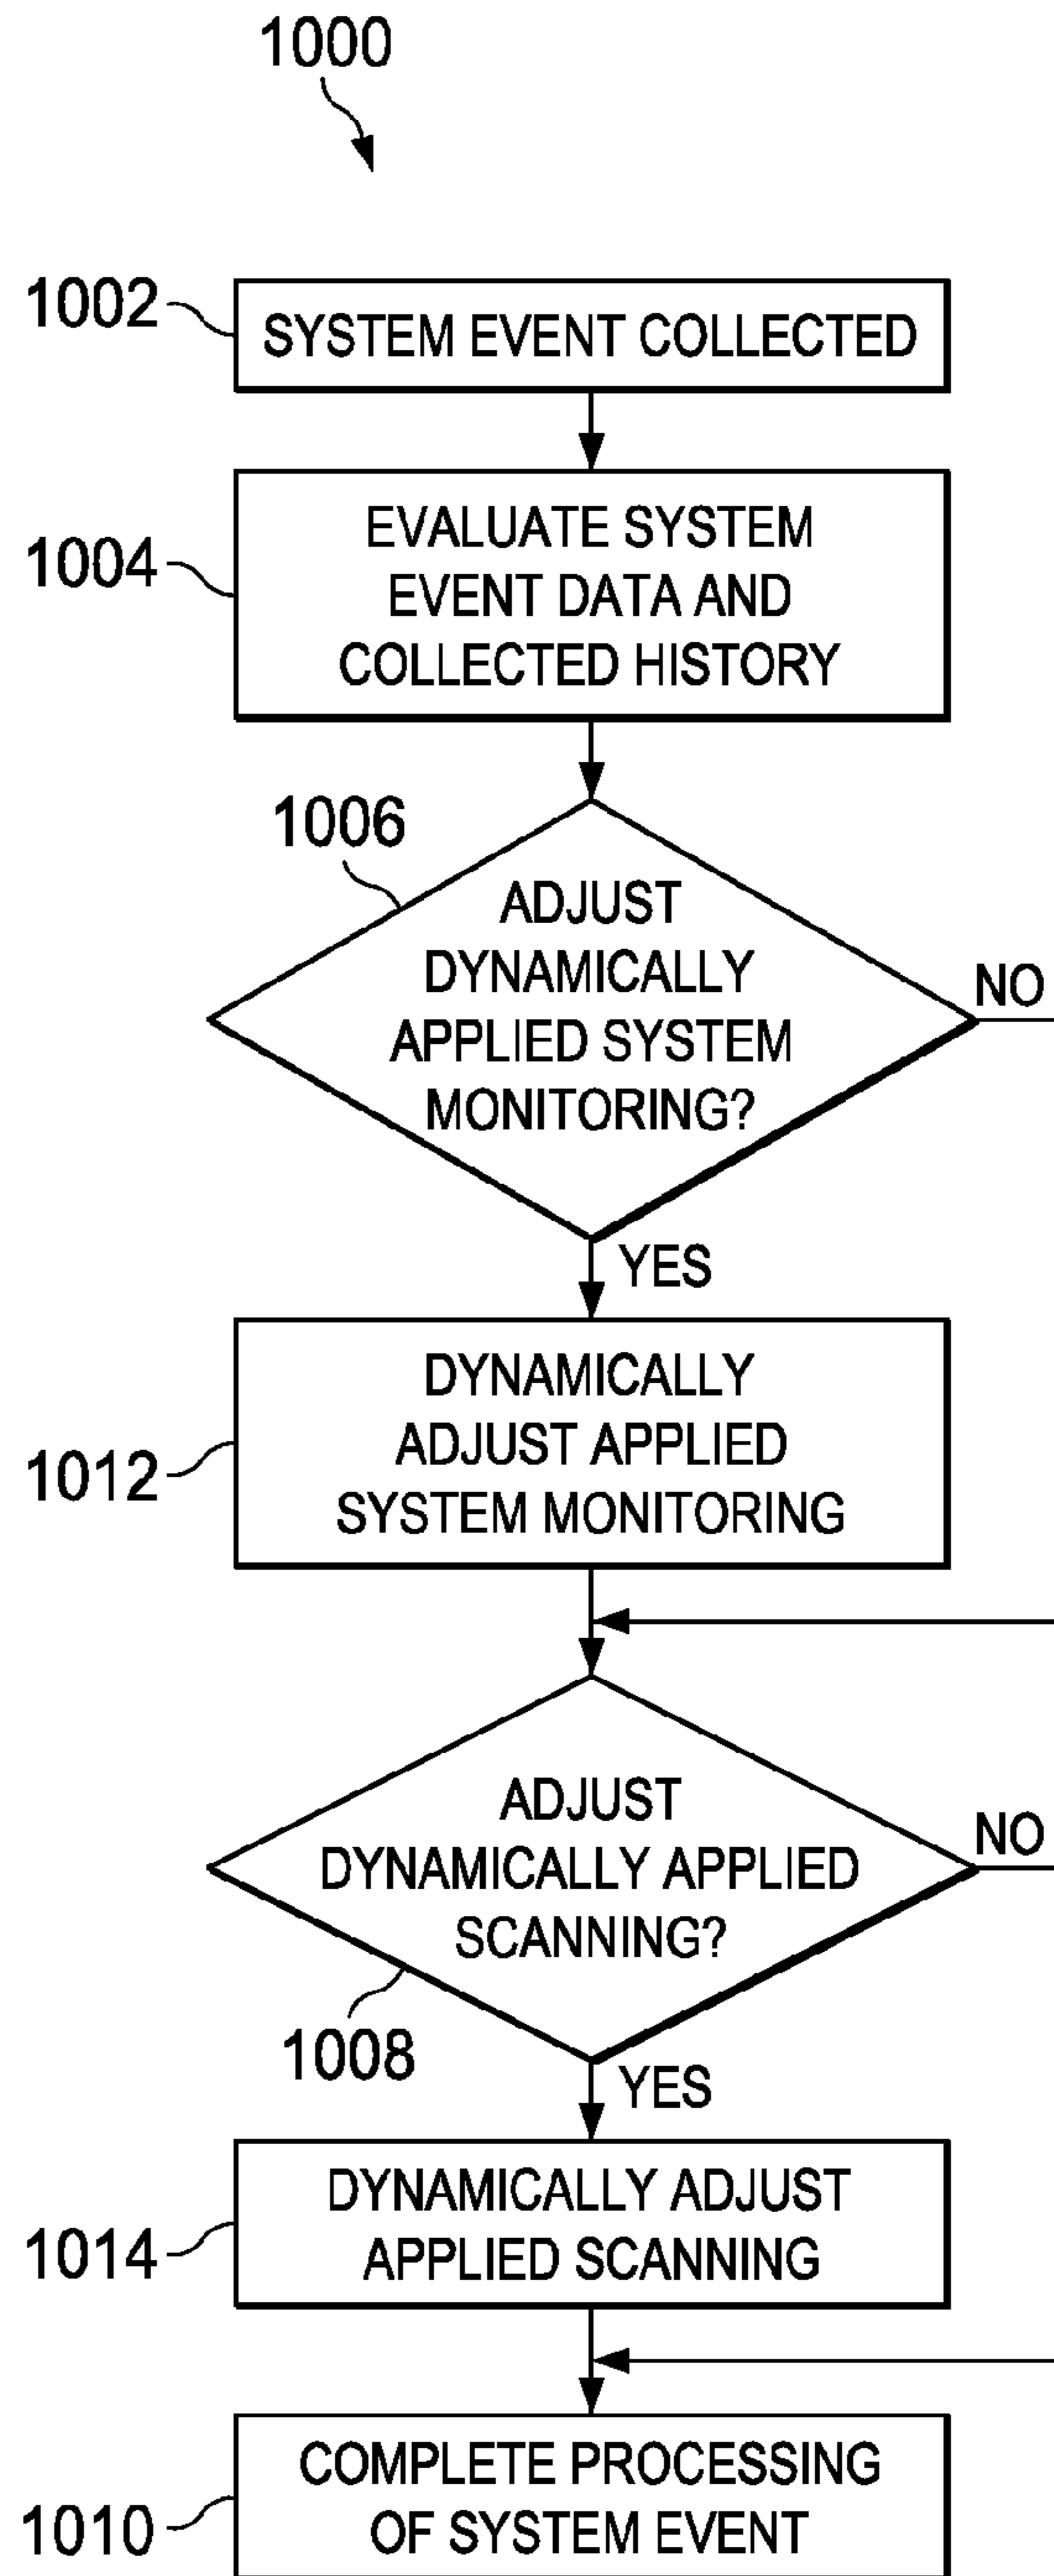 1000
1002
SYSTEM EVENT COLLECTED
1004
EVALUATE SYSTEM
EVENT DATA AND
COLLECTED HISTORY
1006
ADJUST
DYNAMICALLY
APPLIED SYSTEM
MONITORING?
NO
YES
1012
DYNAMICALLY
ADJUST APPLIED
SYSTEM MONITORING
ADJUST
DYNAMICALLY APPLIED
SCANNING?
NO
1008
YES
1014
DYNAMICALLY ADJUST
APPLIED SCANNING
1010
COMPLETE PROCESSING
OF SYSTEM EVENT